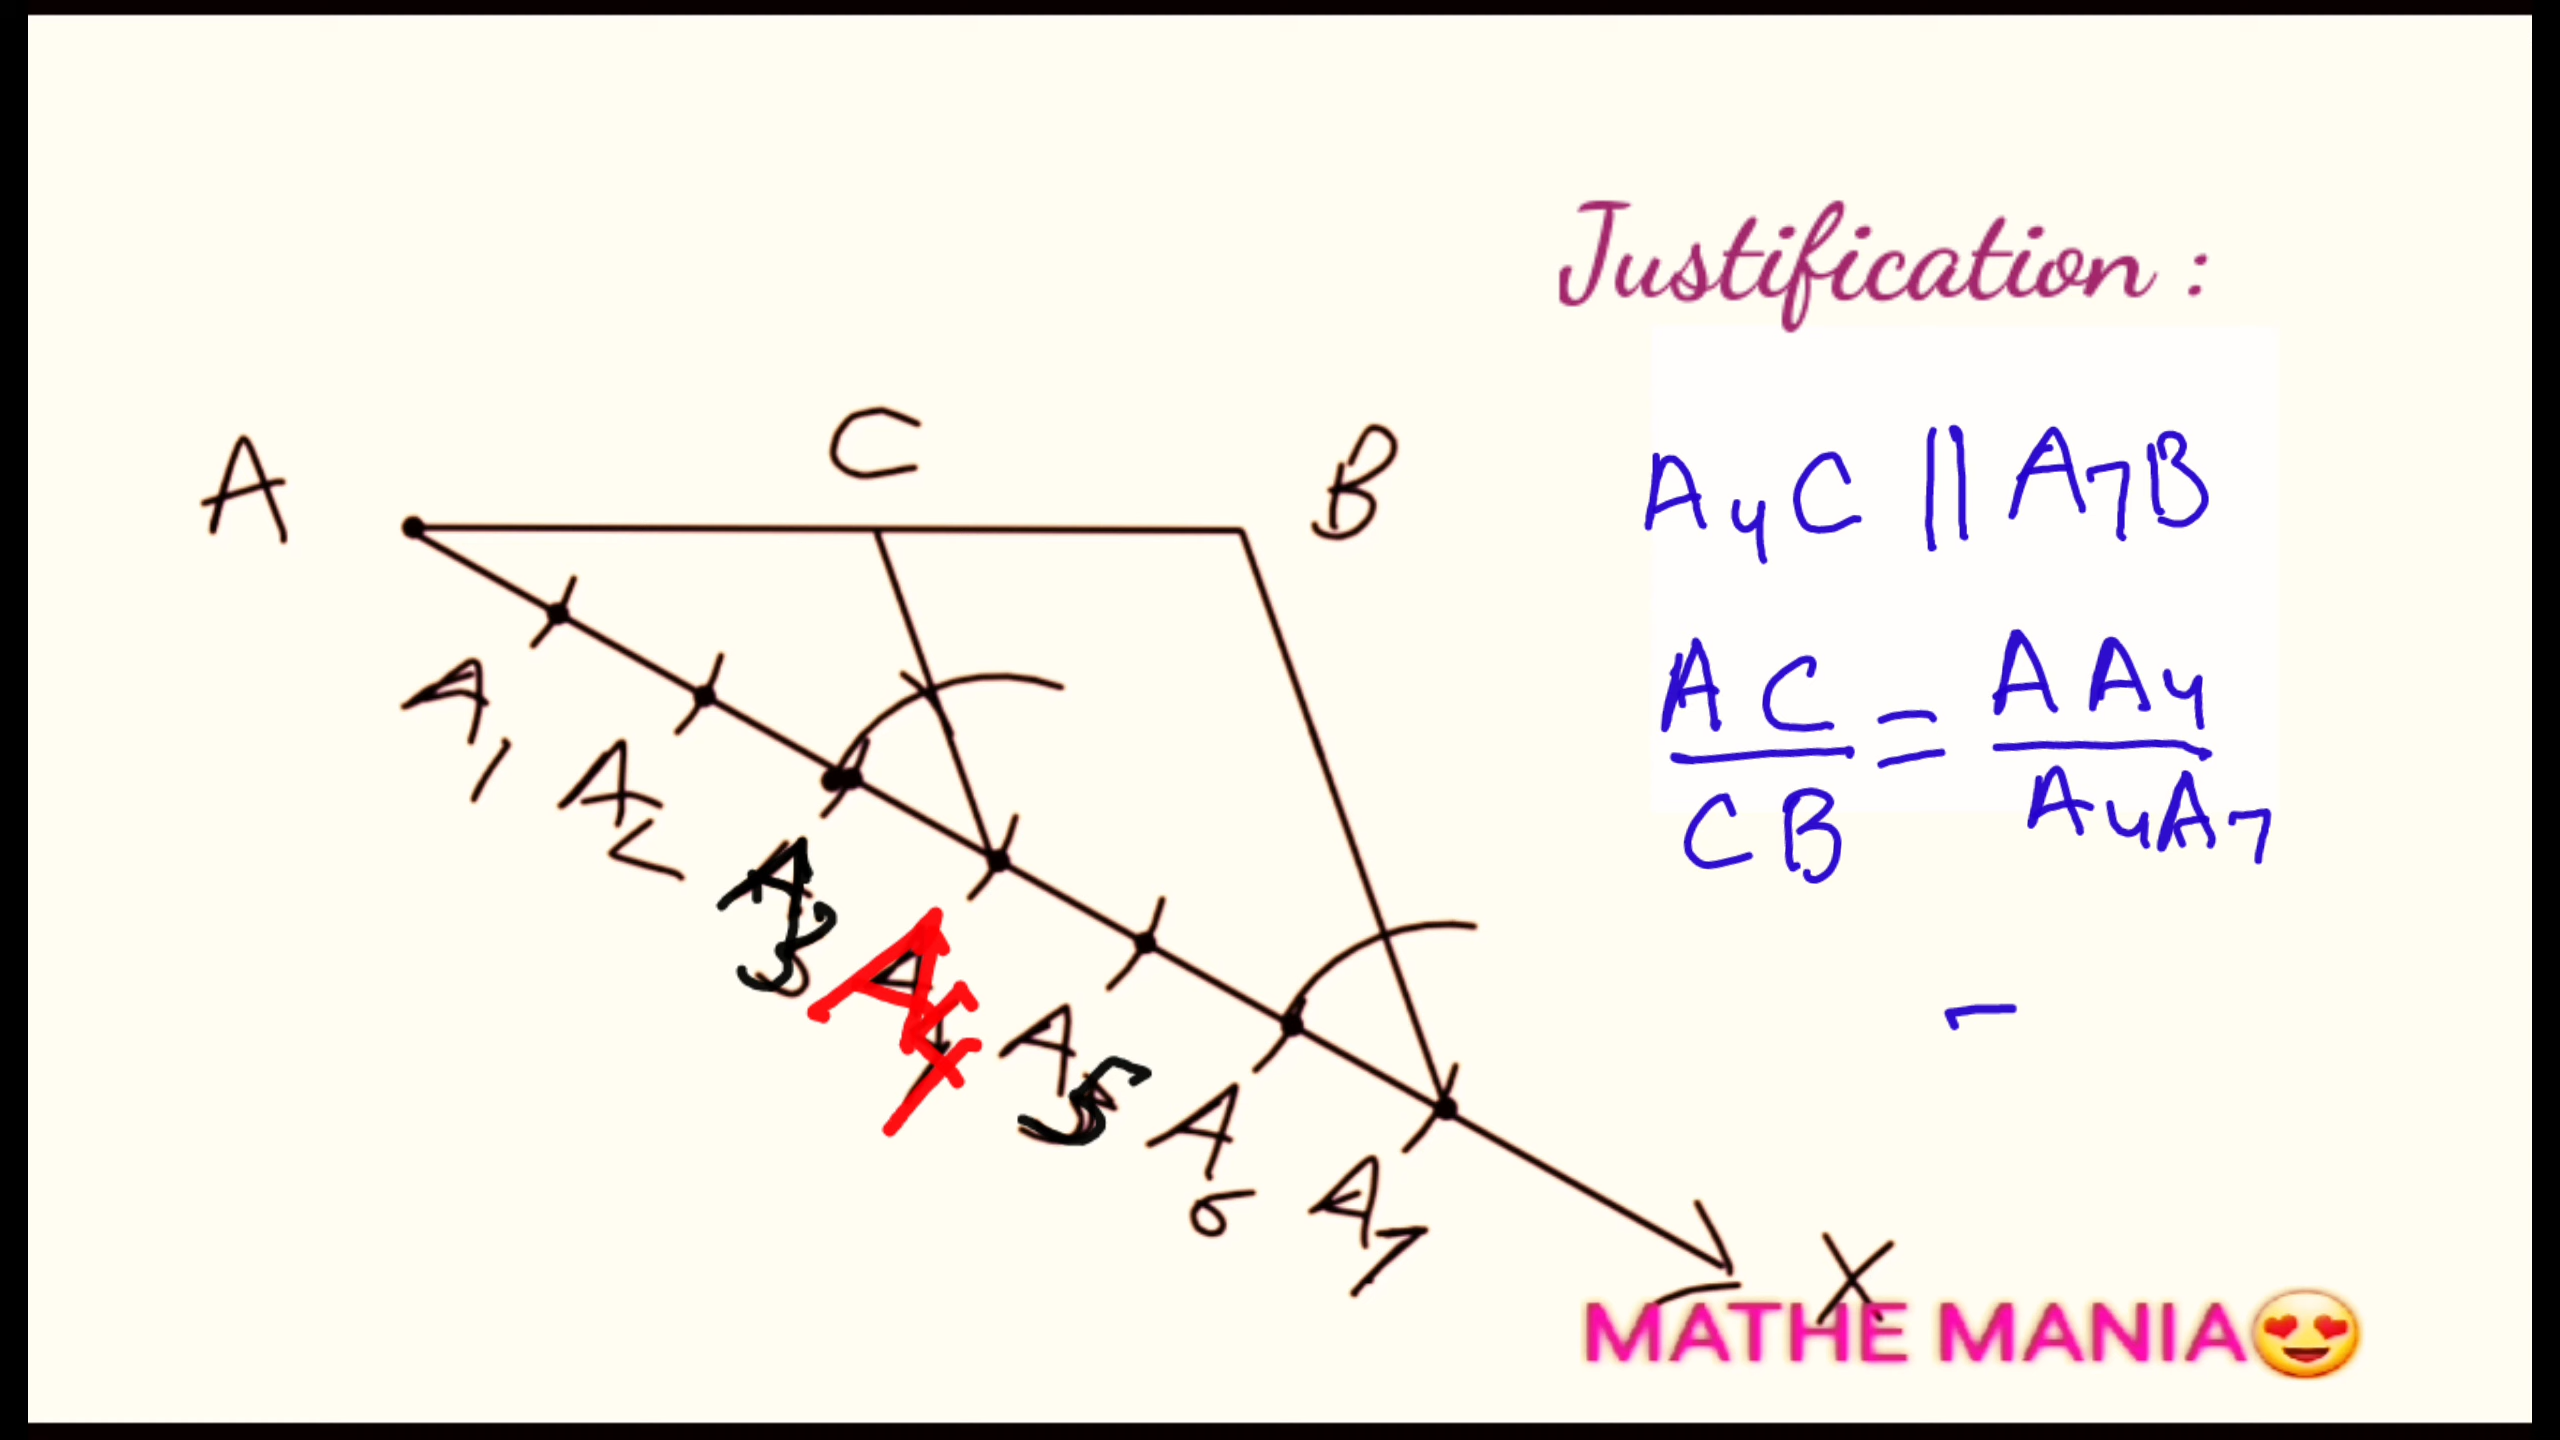 Justification :
A C B
A4C || A7B
AC/CB = AA4/A4A7
A1 A2 A3 A4 A5 A6 A7
X
MATHE MANIA😍